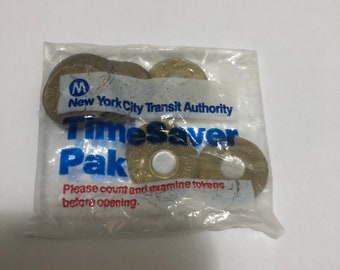 M
New York City Transit Authority
TimeSaver
Pak
Please count and examine tokens
before opening.